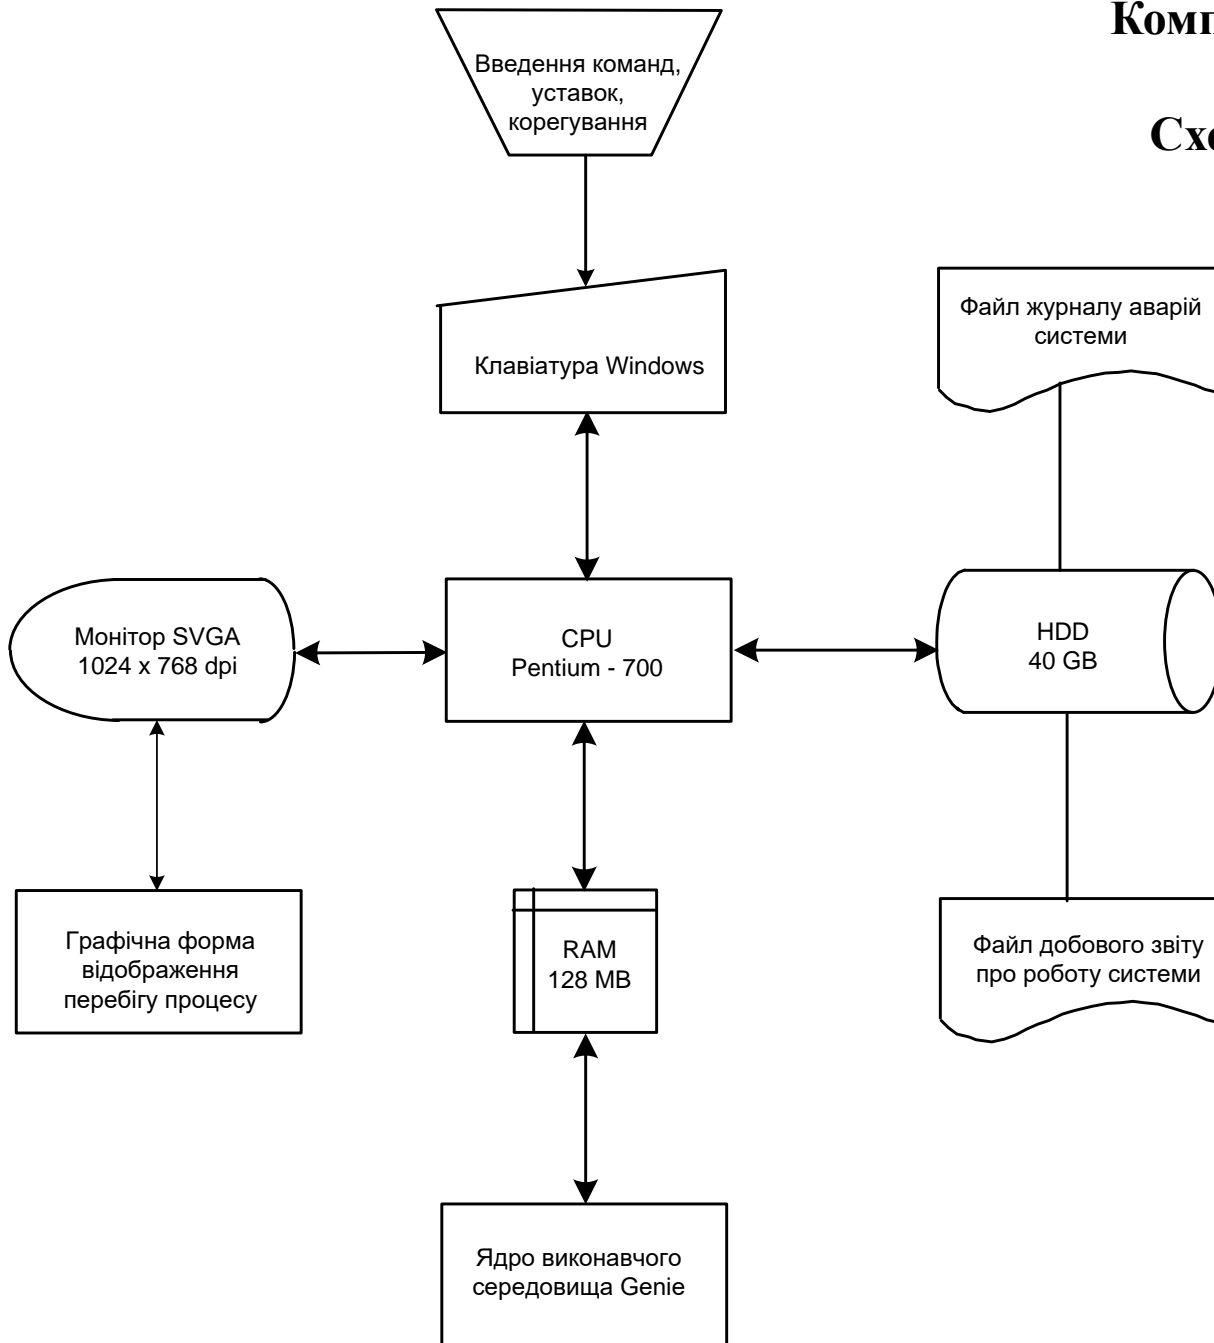 Введення команд,
уставок,
корегування
Клавіатура Windows
Файл журналу аварій
системи
Монітор SVGA
1024 x 768 dpi
CPU
Pentium - 700
HDD
40 GB
Графічна форма
відображення
перебігу процесу
RAM
128 MB
Файл добового звіту
про роботу системи
Ядро виконавчого
середовища Genie